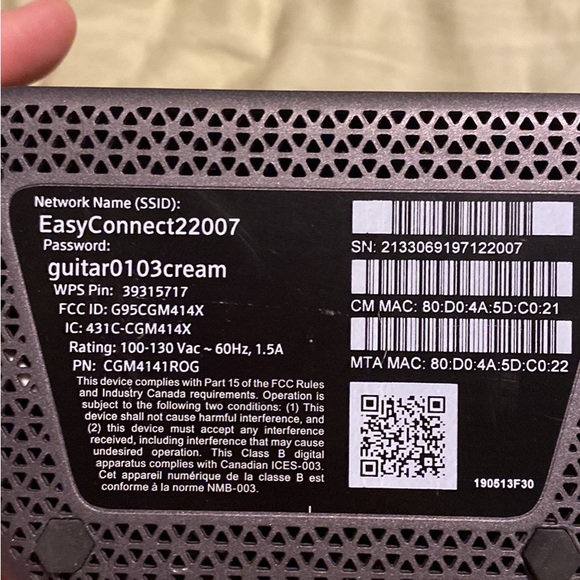 Network Name (SSID):
EasyConnect22007
Password:
guitar0103cream
WPS Pin: 39315717
FCC ID: G95CGM414X
IC: 431C-CGM414X
Rating: 100-130 Vac ~ 60Hz, 1.5A
PN: CGM4141ROG
This device complies with Part 15 of the FCC Rules
and Industry Canada requirements. Operation is
subject to the following two conditions: (1) This
device shall not cause harmful interference, and
(2) this device must accept any interference
received, including interference that may cause
undesired operation. This Class B digital
apparatus complies with Canadian ICES-003.
Cet appareil numérique de la classe B est
conforme à la norme NMB-003.
SN: 2133069197122007
CM MAC: 80:D0:4A:5D:C0:21
MTA MAC: 80:D0:4A:5D:C0:22
190513F30